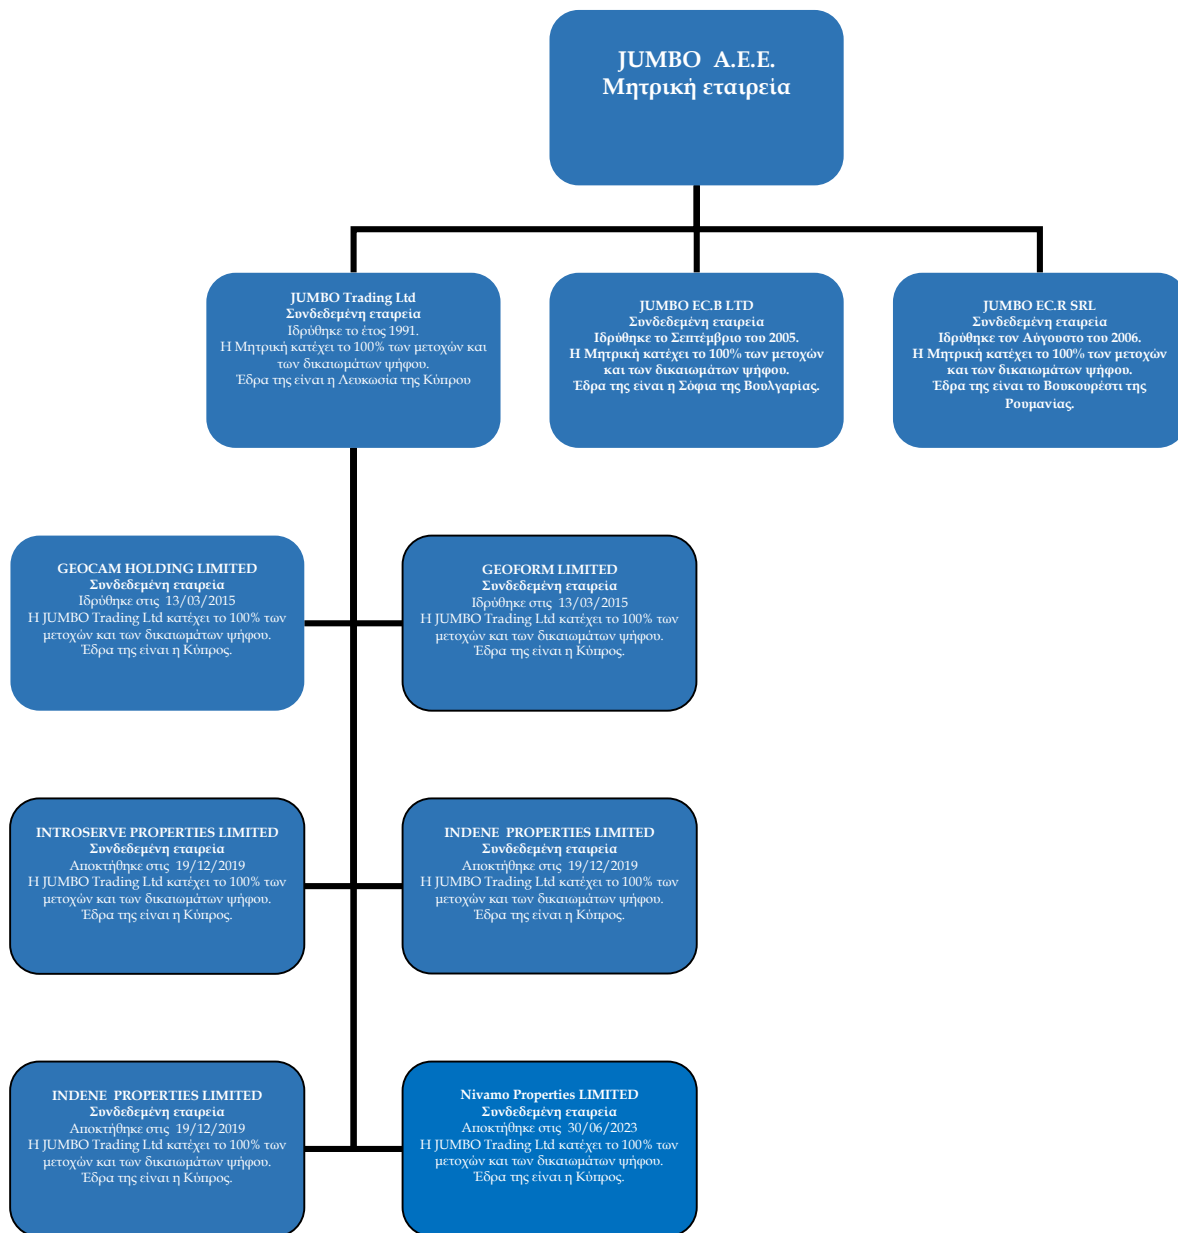 JUMBO A.E.E.
Μητρική εταιρεία
JUMBO Trading Ltd
Συνδεδεμένη εταιρεία
Ιδρύθηκε το έτος 1991.
Η Μητρική κατέχει το 100% των μετοχών και
των δικαιωμάτων ψήφου.
Έδρα της είναι η Λευκωσία της Κύπρου
JUMBO EC.B LTD
Συνδεδεμένη εταιρεία
Ιδρύθηκε το Σεπτέμβριο του 2005.
Η Μητρική κατέχει το 100% των μετοχών
και των δικαιωμάτων ψήφου.
Έδρα της είναι η Σόφια της Βουλγαρίας.
JUMBO EC.R SRL
Συνδεδεμένη εταιρεία
Ιδρύθηκε τον Αύγουστο του 2006.
Η Μητρική κατέχει το 100% των μετοχών
και των δικαιωμάτων ψήφου.
Έδρα της είναι το Βουκουρέστι της
Ρουμανίας.
GEOCAM HOLDING LIMITED
Συνδεδεμένη εταιρεία
Ιδρύθηκε στις 13/03/2015
Η JUMBO Trading Ltd κατέχει το 100% των
μετοχών και των δικαιωμάτων ψήφου.
Έδρα της είναι η Κύπρος.
GEOFORM LIMITED
Συνδεδεμένη εταιρεία
Ιδρύθηκε στις 13/03/2015
Η JUMBO Trading Ltd κατέχει το 100% των
μετοχών και των δικαιωμάτων ψήφου.
Έδρα της είναι η Κύπρος.
INTROSERVE PROPERTIES LIMITED
Συνδεδεμένη εταιρεία
Αποκτήθηκε στις 19/12/2019
Η JUMBO Trading Ltd κατέχει το 100% των
μετοχών και των δικαιωμάτων ψήφου.
Έδρα της είναι η Κύπρος.
INDENE PROPERTIES LIMITED
Συνδεδεμένη εταιρεία
Αποκτήθηκε στις 19/12/2019
Η JUMBO Trading Ltd κατέχει το 100% των
μετοχών και των δικαιωμάτων ψήφου.
Έδρα της είναι η Κύπρος.
INDENE PROPERTIES LIMITED
Συνδεδεμένη εταιρεία
Αποκτήθηκε στις 19/12/2019
Η JUMBO Trading Ltd κατέχει το 100% των
μετοχών και των δικαιωμάτων ψήφου.
Έδρα της είναι η Κύπρος.
Nivamo Properties LIMITED
Συνδεδεμένη εταιρεία
Αποκτήθηκε στις 30/06/2023
Η JUMBO Trading Ltd κατέχει το 100% των
μετοχών και των δικαιωμάτων ψήφου.
Έδρα της είναι η Κύπρος.